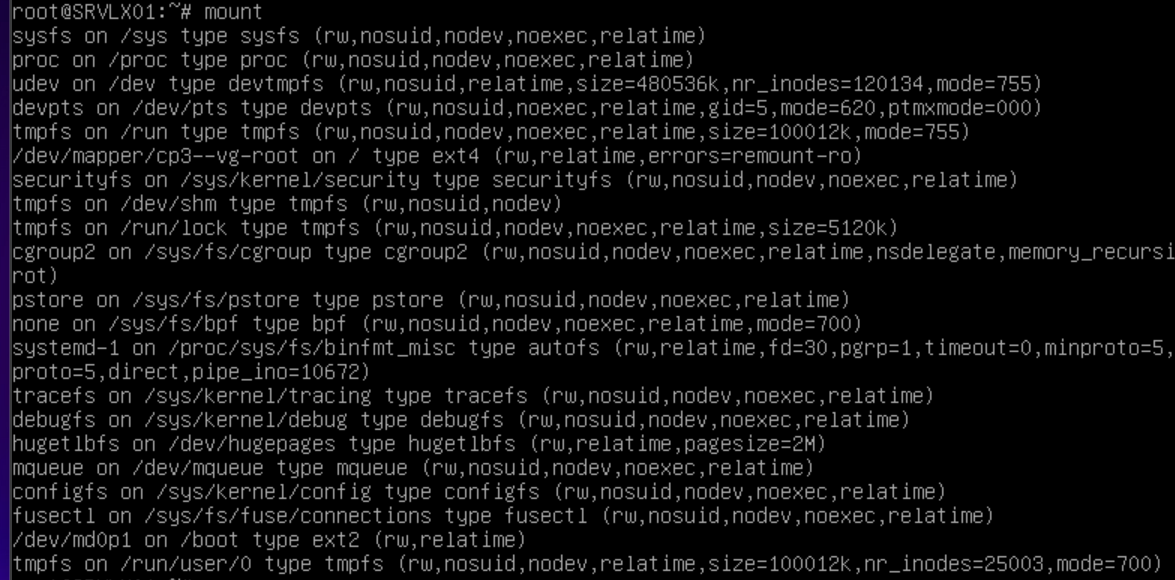 root@SRVLX01:~# mount
sysfs on /sys type sysfs (rw,nosuid,nodev,noexec,relatime)
proc on /proc type proc (rw,nosuid,nodev,noexec,relatime)
udev on /dev type devtmpfs (rw,nosuid,relatime,size=480536k,nr_inodes=120134,mode=755)
devpts on /dev/pts type devpts (rw,nosuid,noexec,relatime,gid=5,mode=620,ptmxmode=000)
tmpfs on /run type tmpfs (rw,nosuid,nodev,noexec,relatime,size=100012k,mode=755)
/dev/mapper/cp3--vg-root on / type ext4 (rw,relatime,errors=remount-ro)
securityfs on /sys/kernel/security type securityfs (rw,nosuid,nodev,noexec,relatime)
tmpfs on /dev/shm type tmpfs (rw,nosuid,nodev)
tmpfs on /run/lock type tmpfs (rw,nosuid,nodev,noexec,relatime,size=5120k)
cgroup2 on /sys/fs/cgroup type cgroup2 (rw,nosuid,nodev,noexec,relatime,nsdelegate,memory_recursi
rot)
pstore on /sys/fs/pstore type pstore (rw,nosuid,nodev,noexec,relatime)
none on /sys/fs/bpf type bpf (rw,nosuid,nodev,noexec,relatime,mode=700)
systemd-1 on /proc/sys/fs/binfmt_misc type autofs (rw,relatime,fd=30,pgrp=1,timeout=0,minproto=5,
proto=5,direct,pipe_ino=10672)
tracefs on /sys/kernel/tracing type tracefs (rw,nosuid,nodev,noexec,relatime)
debugfs on /sys/kernel/debug type debugfs (rw,nosuid,nodev,noexec,relatime)
hugetlbfs on /dev/hugepages type hugetlbfs (rw,relatime,pagesize=2M)
mqueue on /dev/mqueue type mqueue (rw,nosuid,nodev,noexec,relatime)
configfs on /sys/kernel/config type configfs (rw,nosuid,nodev,noexec,relatime)
fusectl on /sys/fs/fuse/connections type fusectl (rw,nosuid,nodev,noexec,relatime)
/dev/md0p1 on /boot type ext2 (rw,relatime)
tmpfs on /run/user/0 type tmpfs (rw,nosuid,nodev,relatime,size=100012k,nr_inodes=25003,mode=700)